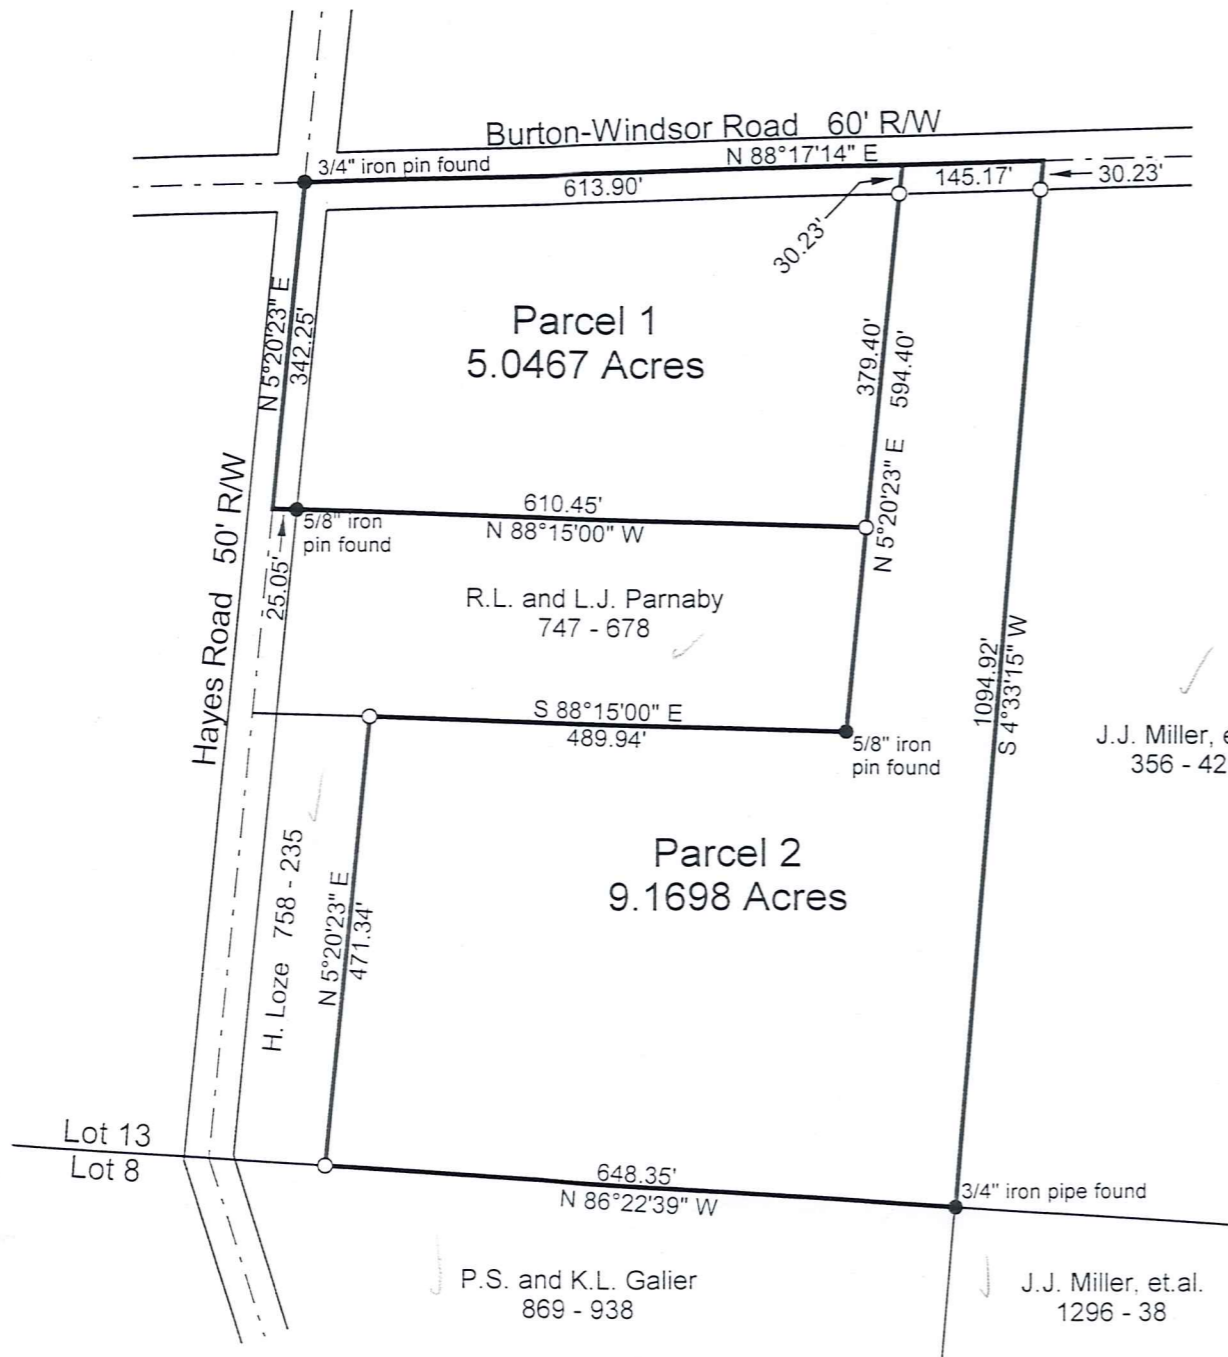 Burton-Windsor Road 60' R/W
3/4" iron pin found
N 88°17'14" E
613.90'
145.17'
30.23'
30.23'
N 5°20'23" E
342.25'
Parcel 1
5.0467 Acres
379.40'
594.40'
N 5°20'23" E
Hayes Road 50' R/W
610.45'
N 88°15'00" W
5/8" iron
pin found
25.05'
R.L. and L.J. Parnaby
747 - 678
1094.92'
S 4°33'15" W
S 88°15'00" E
489.94'
5/8" iron
pin found
J.J. Miller, e
356 - 42
H. Loze 758 - 235
N 5°20'23" E
471.34'
Parcel 2
9.1698 Acres
Lot 13
Lot 8
648.35'
N 86°22'39" W
3/4" iron pipe found
P.S. and K.L. Galier
869 - 938
J.J. Miller, et.al.
1296 - 38